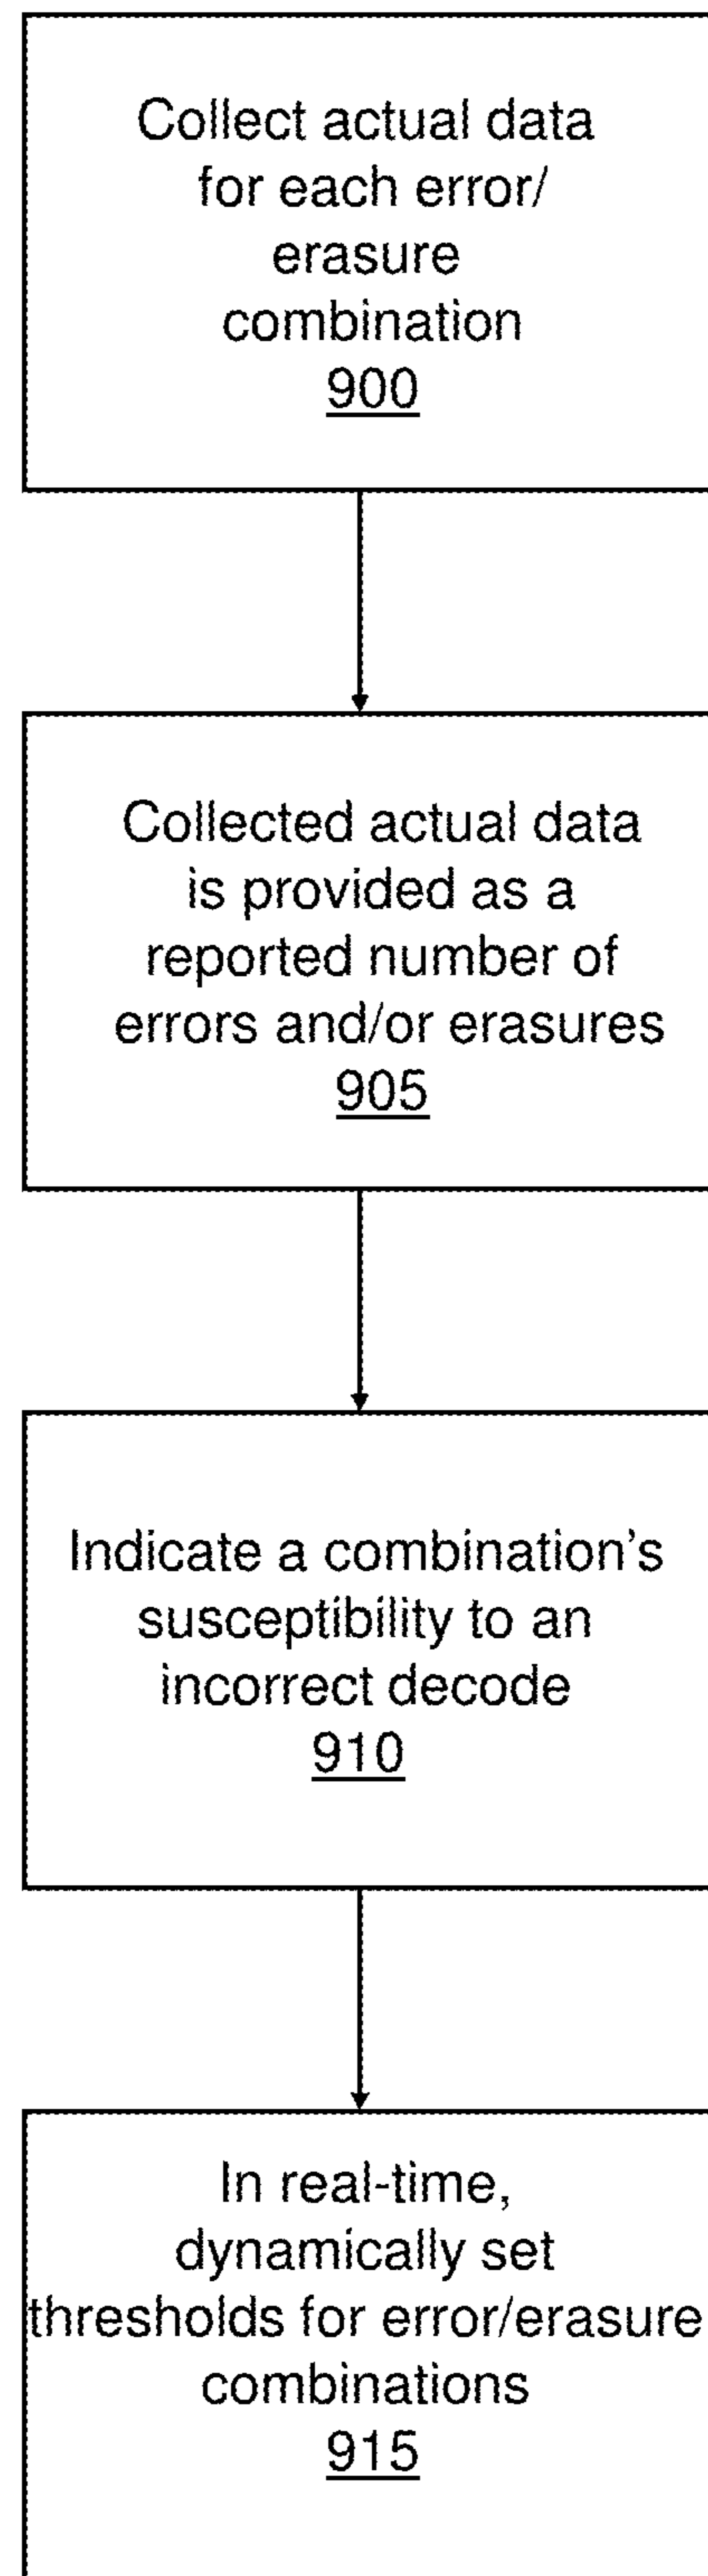 Collect actual data
for each error/
erasure
combination
900
Collected actual data
is provided as a
reported number of
errors and/or erasures
905
Indicate a combination's
susceptibility to an
incorrect decode
910
In real-time,
dynamically set
thresholds for error/erasure
combinations
915